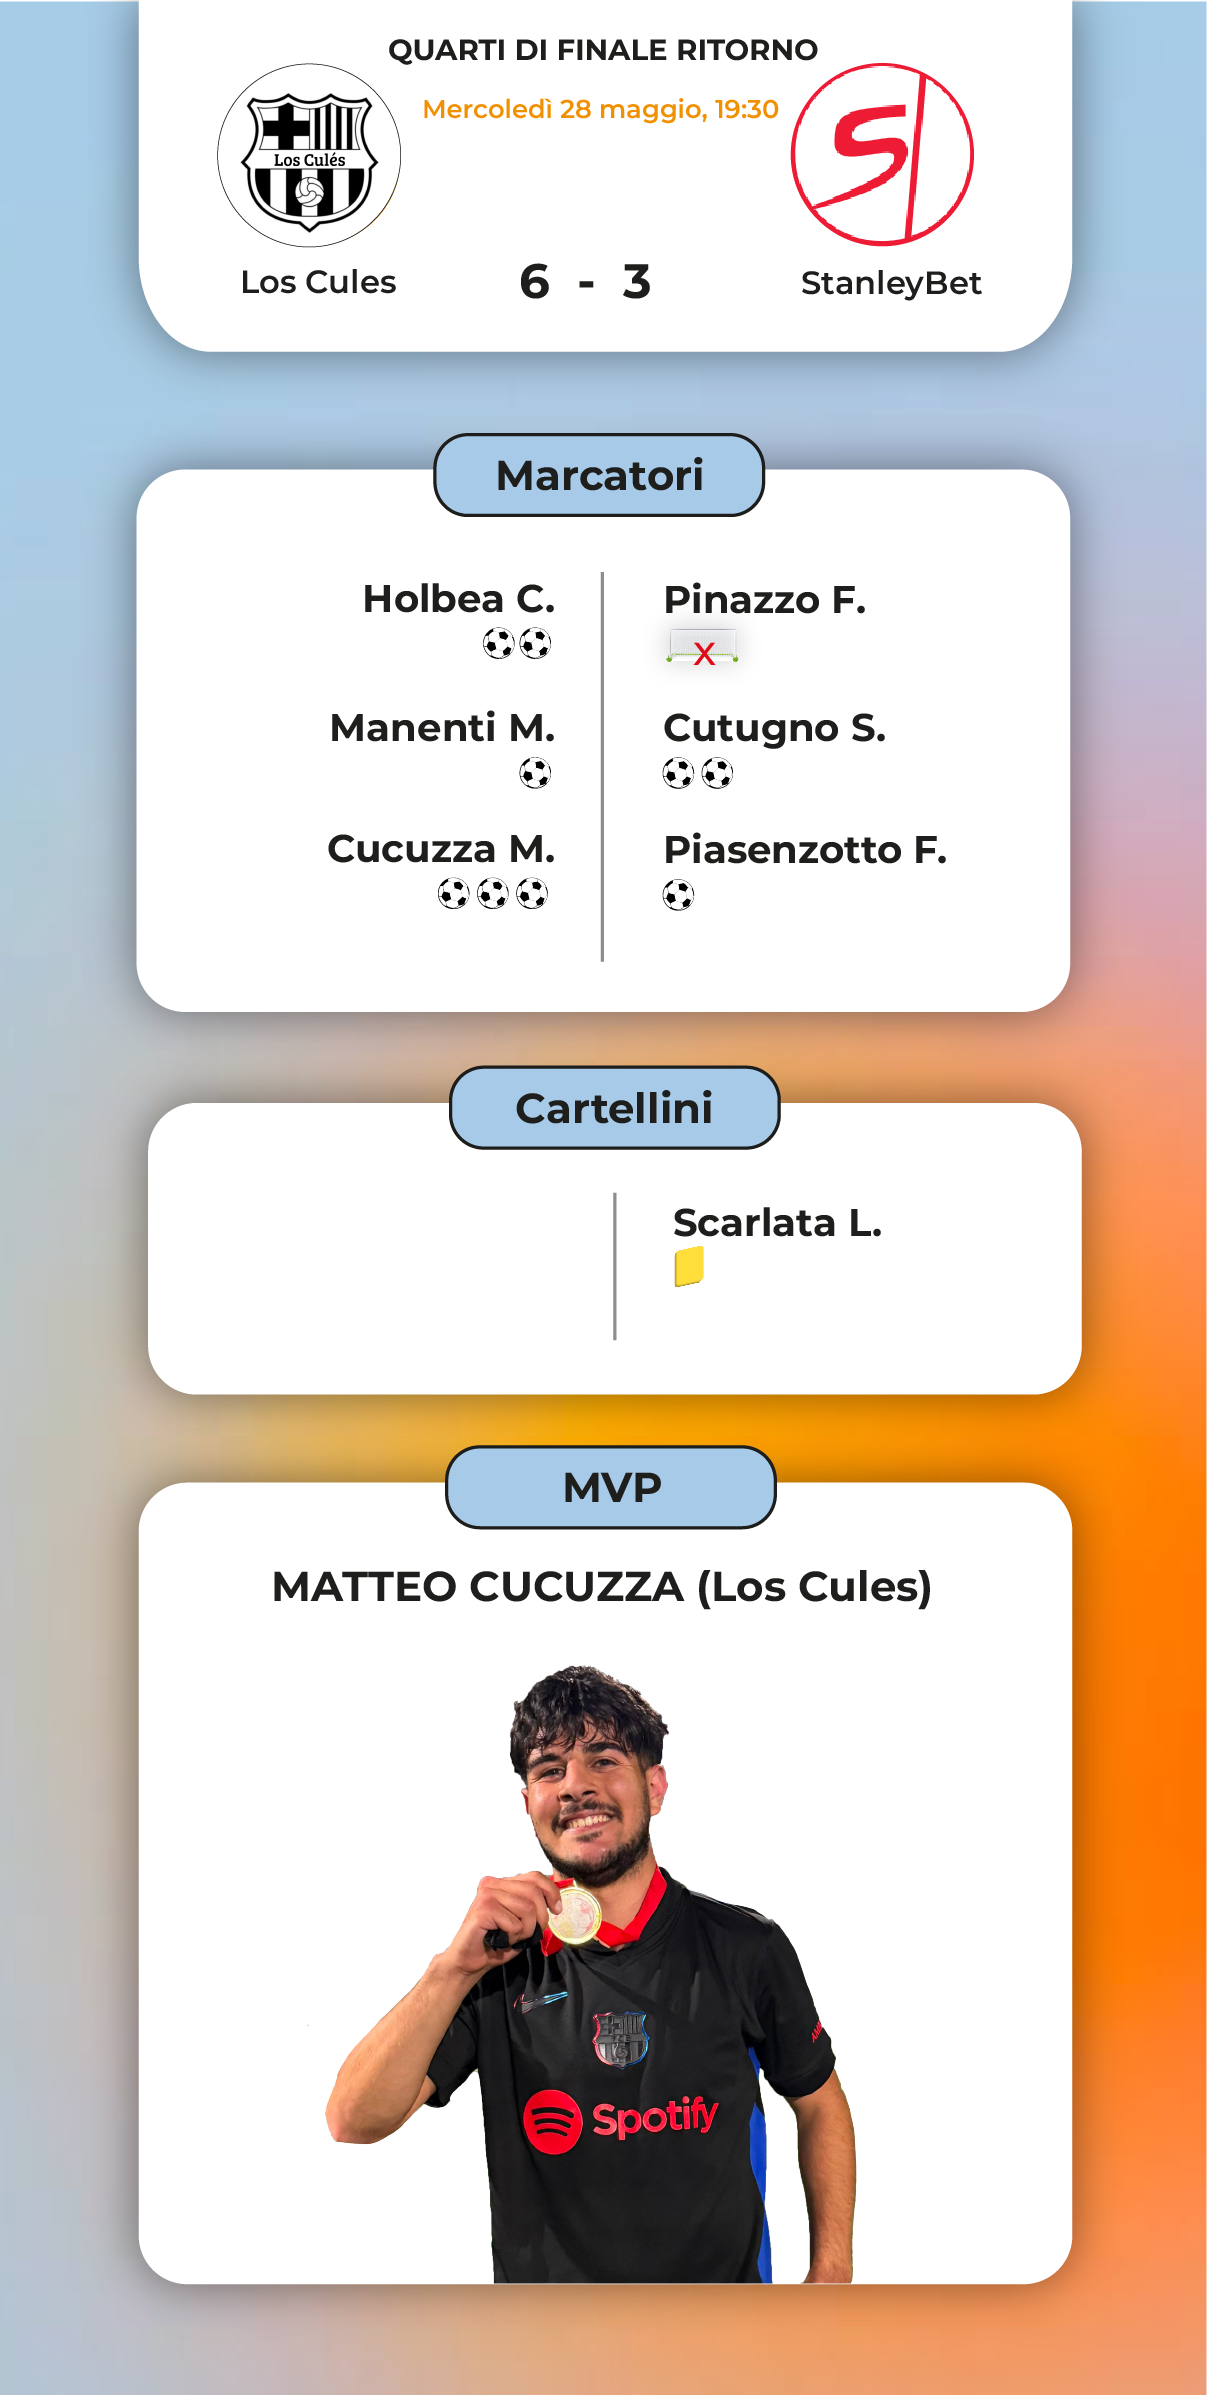 QUARTI DI FINALE RITORNO
Mercoledì 28 maggio, 19:30
Los Culés
S
Los Cules
6 - 3
StanleyBet
Marcatori
Holbea C.
Pinazzo F.
X
Manenti M.
Cutugno S.
Cucuzza M.
Piasenzotto F.
Cartellini
Scarlata L.
MVP
MATTEO CUCUZZA (Los Cules)
Spotify